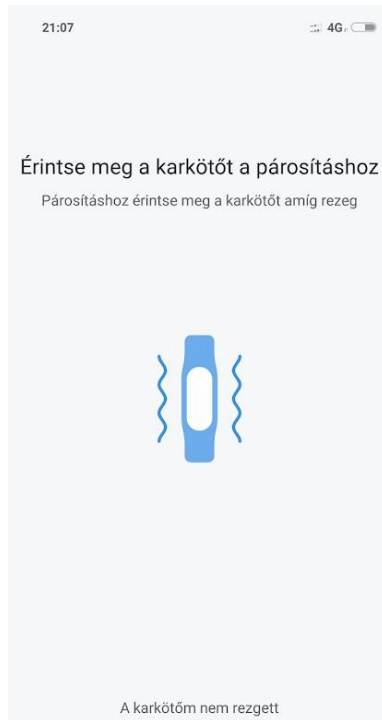 21:07
4G
Érintse meg a karkötőt a párosításhoz
Párosításhoz érintse meg a karkötőt amíg rezeg
A karkötőm nem rezgett